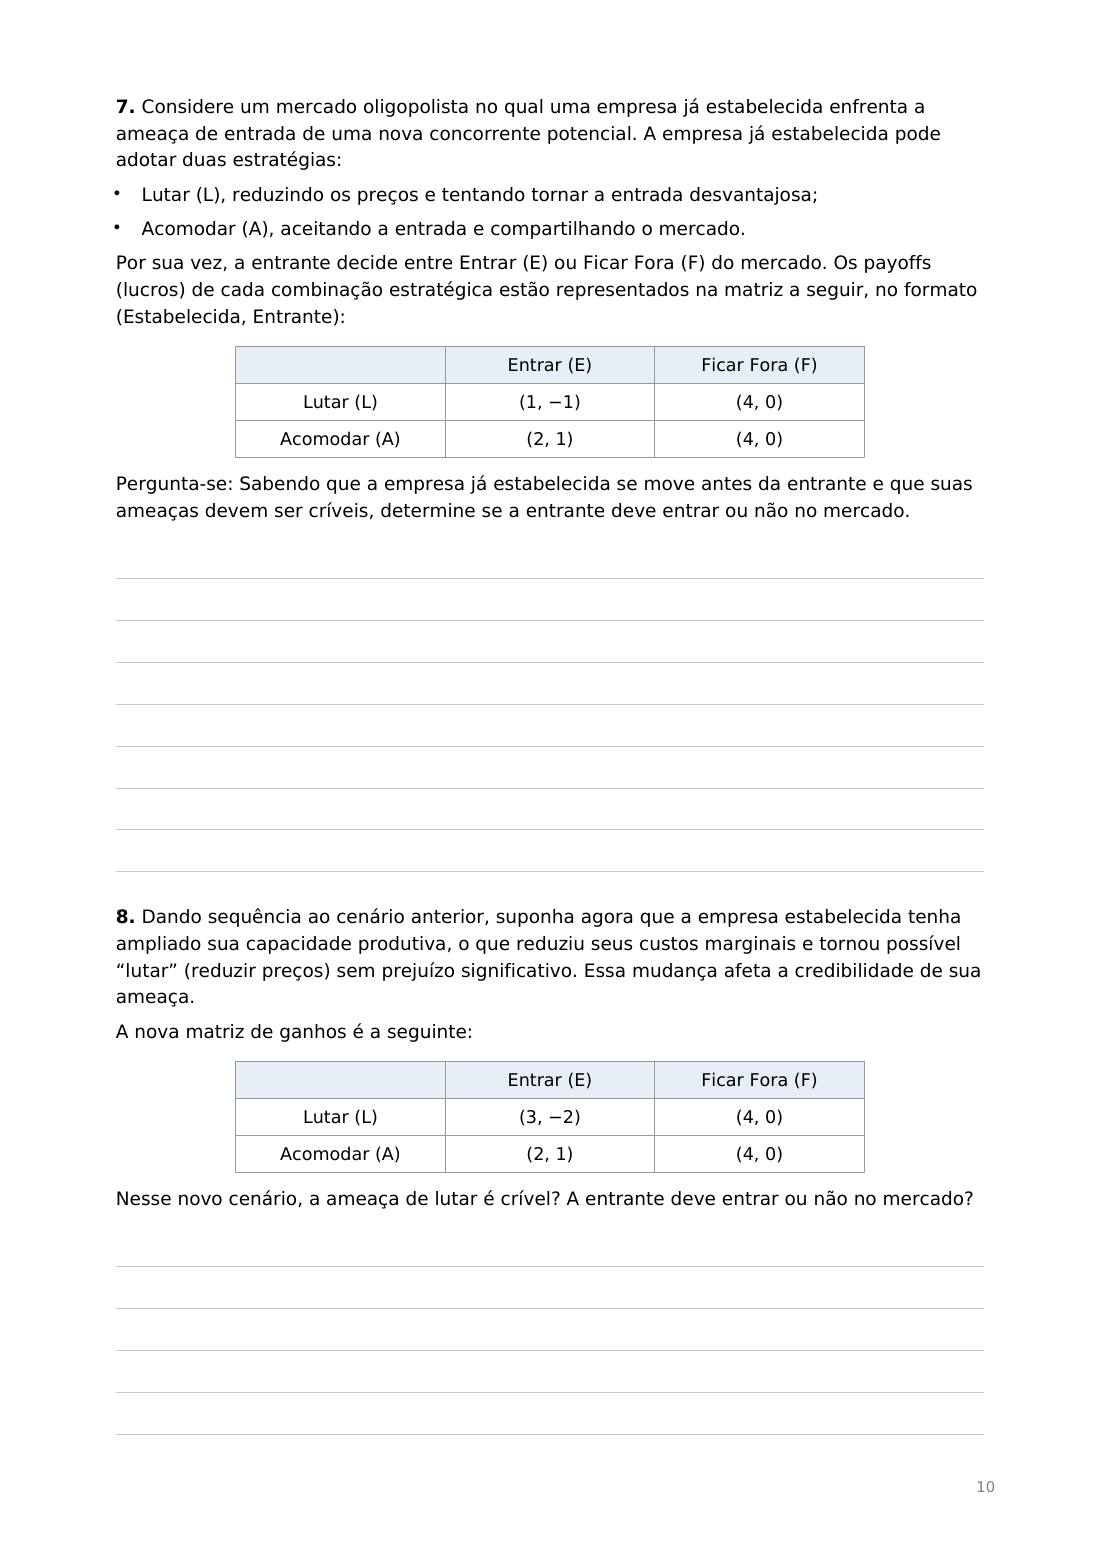 7. Considere um mercado oligopolista no qual uma empresa já estabelecida enfrenta a
ameaça de entrada de uma nova concorrente potencial. A empresa já estabelecida pode
adotar duas estratégias:
• Lutar (L), reduzindo os preços e tentando tornar a entrada desvantajosa;
• Acomodar (A), aceitando a entrada e compartilhando o mercado.
Por sua vez, a entrante decide entre Entrar (E) ou Ficar Fora (F) do mercado. Os payoffs
(lucros) de cada combinação estratégica estão representados na matriz a seguir, no formato
(Estabelecida, Entrante):
Entrar (E) Ficar Fora (F)
Lutar (L) (1, −1) (4, 0)
Acomodar (A) (2, 1) (4, 0)
Pergunta-se: Sabendo que a empresa já estabelecida se move antes da entrante e que suas
ameaças devem ser críveis, determine se a entrante deve entrar ou não no mercado.
8. Dando sequência ao cenário anterior, suponha agora que a empresa estabelecida tenha
ampliado sua capacidade produtiva, o que reduziu seus custos marginais e tornou possível
“lutar” (reduzir preços) sem prejuízo significativo. Essa mudança afeta a credibilidade de sua
ameaça.
A nova matriz de ganhos é a seguinte:
Entrar (E) Ficar Fora (F)
Lutar (L) (3, −2) (4, 0)
Acomodar (A) (2, 1) (4, 0)
Nesse novo cenário, a ameaça de lutar é crível? A entrante deve entrar ou não no mercado?
10